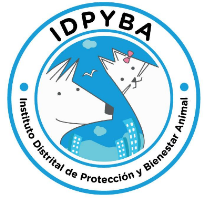 IDPYBA
Instituto Distrital de Protección y Bienestar Animal